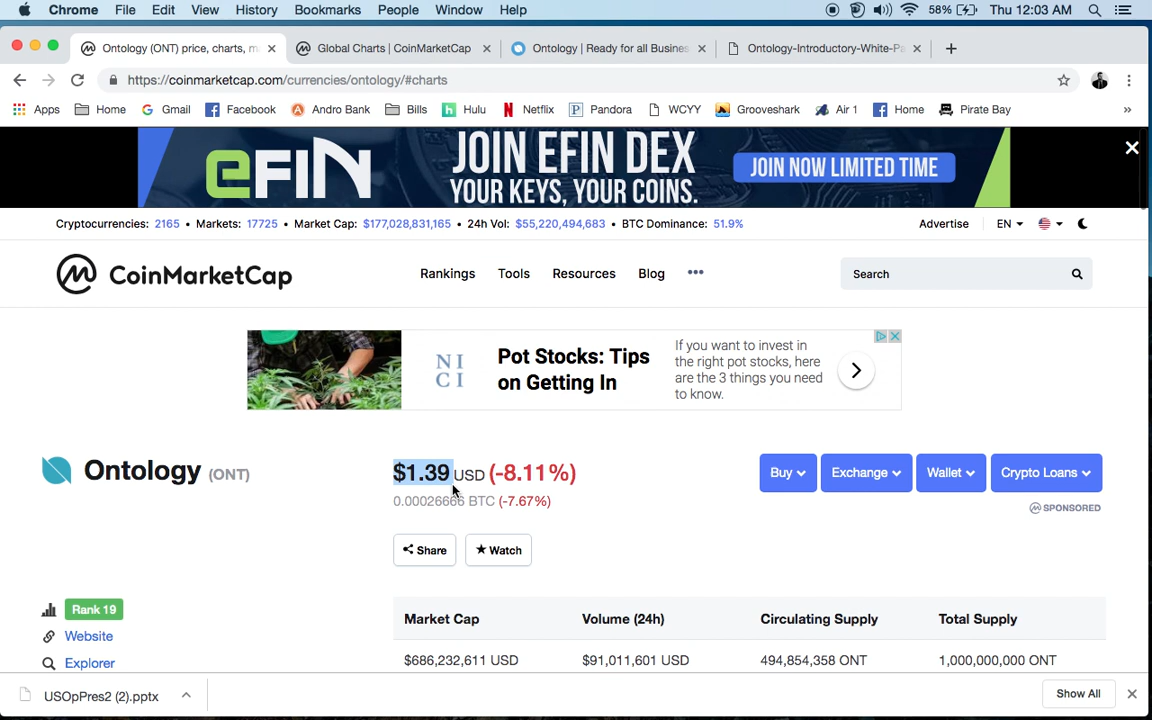 Chrome File Edit View History Bookmarks People Window Help 58% Thu 12:03 AM
Ontology (ONT) price, charts, m
Global Charts | CoinMarketCap
Ontology | Ready for all Busines
Ontology-Introductory-White-Pa
https://coinmarketcap.com/currencies/ontology/#charts
Apps Home Gmail Facebook Andro Bank Bills Hulu Netflix Pandora WCYY Grooveshark Air 1 Home Pirate Bay »
eFIN
JOIN EFIN DEX
YOUR KEYS, YOUR COINS.
JOIN NOW LIMITED TIME
Cryptocurrencies: 2165 • Markets: 17725 • Market Cap: $177,028,831,165 • 24h Vol: $55,220,494,683 • BTC Dominance: 51.9% Advertise EN
CoinMarketCap Rankings Tools Resources Blog ••• Search
NI
CI
Pot Stocks: Tips
on Getting In
If you want to invest in
the right pot stocks, here
are the 3 things you need
to know.
Ontology (ONT) $1.39 USD (-8.11%) Buy Exchange Wallet Crypto Loans
0.00026666 BTC (-7.67%)
SPONSORED
Share Watch
Rank 19
Market Cap Volume (24h) Circulating Supply Total Supply
Website
Explorer
$686,232,611 USD $91,011,601 USD 494,854,358 ONT 1,000,000,000 ONT
USOpPres2 (2).pptx Show All